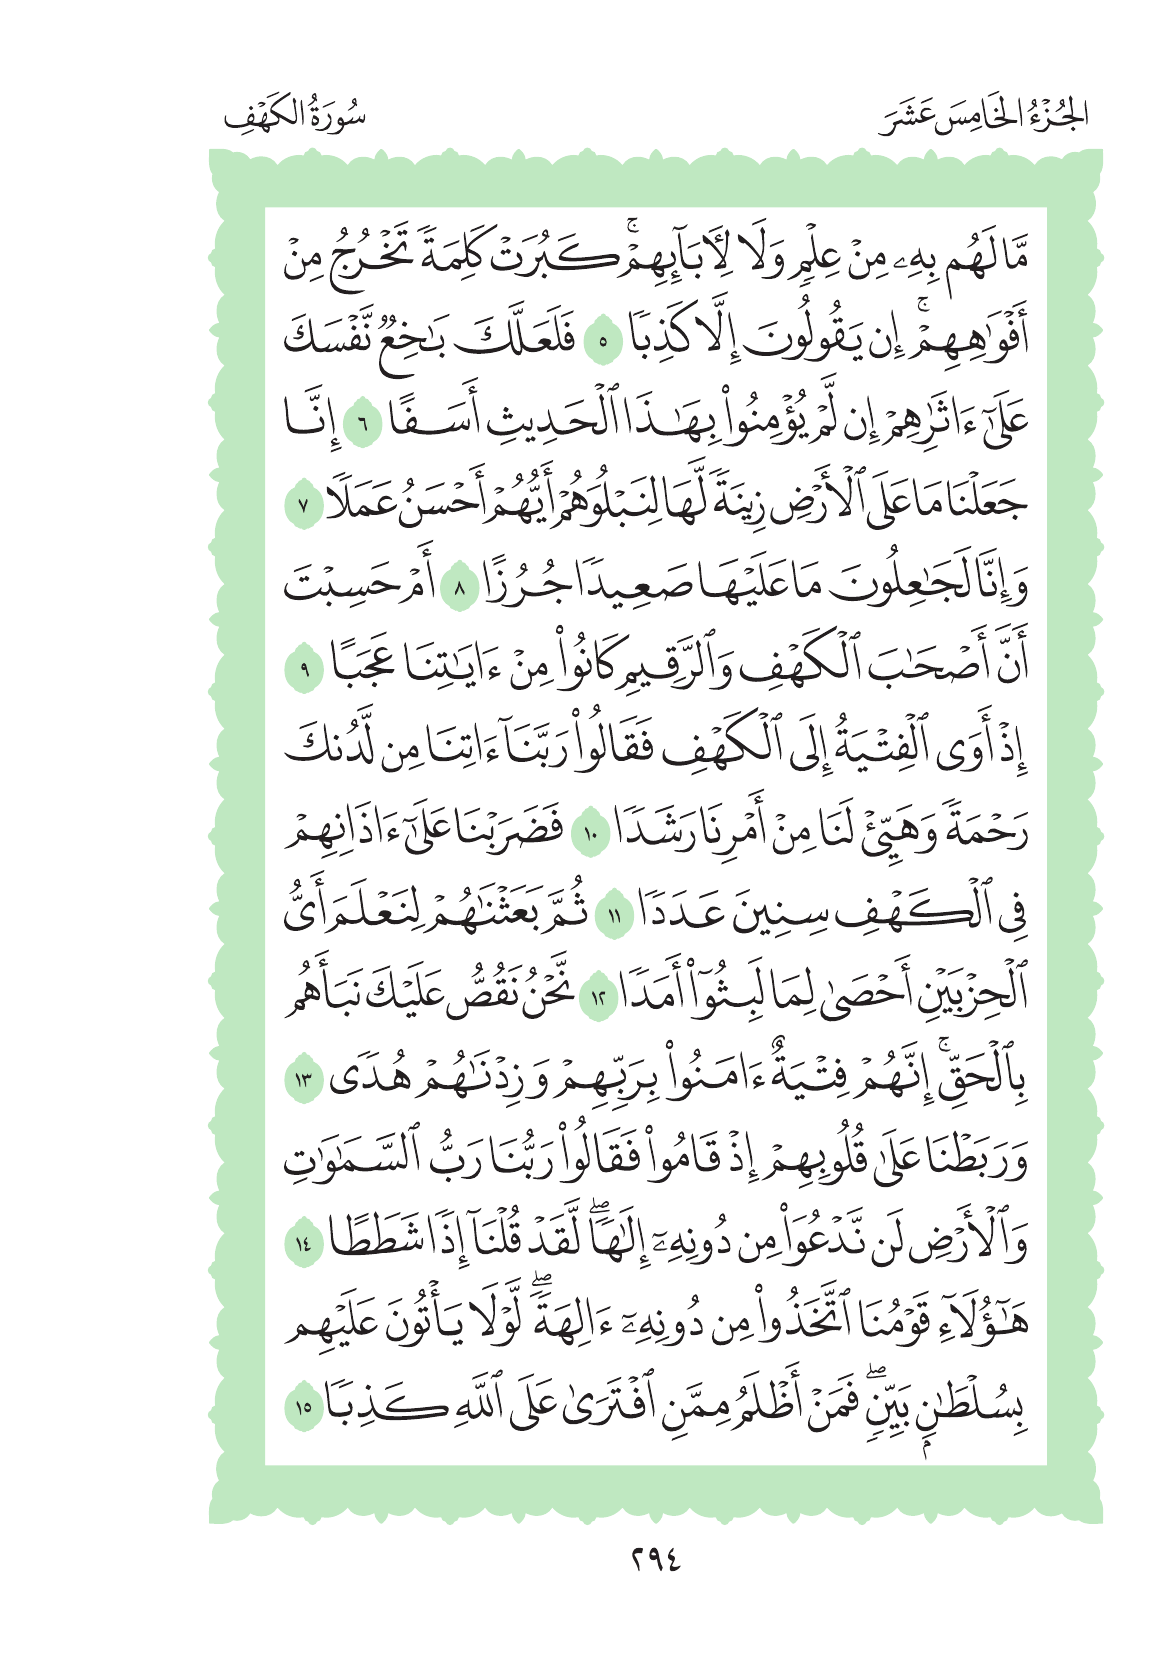 الجُزْءُ الخَامِسَ عَشَرَ
سُورَةُ الكَهْفِ
مَّا لَهُم بِهِۦ مِنْ عِلْمٍ وَلَا لِأٓبَآئِهِمْۚ كَبُرَتْ كَلِمَةً تَخْرُجُ مِنْ
أَفْوَٰهِهِمْۚ إِن يَقُولُونَ إِلَّا كَذِبًا ٥ فَلَعَلَّكَ بَٰخِعٌ نَّفْسَكَ
عَلَىٰٓ ءَاثَٰرِهِمْ إِن لَّمْ يُؤْمِنُوا۟ بِهَٰذَا ٱلْحَدِيثِ أَسَفًا ٦ إِنَّا
جَعَلْنَا مَا عَلَى ٱلْأَرْضِ زِينَةً لَّهَا لِنَبْلُوَهُمْ أَيُّهُمْ أَحْسَنُ عَمَلًا ٧
وَإِنَّا لَجَٰعِلُونَ مَا عَلَيْهَا صَعِيدًا جُرُزًا ٨ أَمْ حَسِبْتَ
أَنَّ أَصْحَٰبَ ٱلْكَهْفِ وَٱلرَّقِيمِ كَانُوا۟ مِنْ ءَايَٰتِنَا عَجَبًا ٩
إِذْ أَوَى ٱلْفِتْيَةُ إِلَى ٱلْكَهْفِ فَقَالُوا۟ رَبَّنَآ ءَاتِنَا مِن لَّدُنكَ
رَحْمَةً وَهَيِّئْ لَنَا مِنْ أَمْرِنَا رَشَدًا ١٠ فَضَرَبْنَا عَلَىٰٓ ءَاذَانِهِمْ
فِى ٱلْكَهْفِ سِنِينَ عَدَدًا ١١ ثُمَّ بَعَثْنَٰهُمْ لِنَعْلَمَ أَىُّ
ٱلْحِزْبَيْنِ أَحْصَىٰ لِمَا لَبِثُوٓا۟ أَمَدًا ١٢ نَّحْنُ نَقُصُّ عَلَيْكَ نَبَأَهُم
بِٱلْحَقِّۚ إِنَّهُمْ فِتْيَةٌ ءَامَنُوا۟ بِرَبِّهِمْ وَزِدْنَٰهُمْ هُدًى ١٣
وَرَبَطْنَا عَلَىٰ قُلُوبِهِمْ إِذْ قَامُوا۟ فَقَالُوا۟ رَبُّنَا رَبُّ ٱلسَّمَٰوَٰتِ
وَٱلْأَرْضِ لَن نَّدْعُوَا۟ مِن دُونِهِۦٓ إِلَٰهًاۖ لَّقَدْ قُلْنَآ إِذًا شَطَطًا ١٤
هَٰٓؤُلَآءِ قَوْمُنَا ٱتَّخَذُوا۟ مِن دُونِهِۦٓ ءَالِهَةًۖ لَّوْلَا يَأْتُونَ عَلَيْهِم
بِسُلْطَٰنٍۭ بَيِّنٍۖ فَمَنْ أَظْلَمُ مِمَّنِ ٱفْتَرَىٰ عَلَى ٱللَّهِ كَذِبًا ١٥
٢٩٤